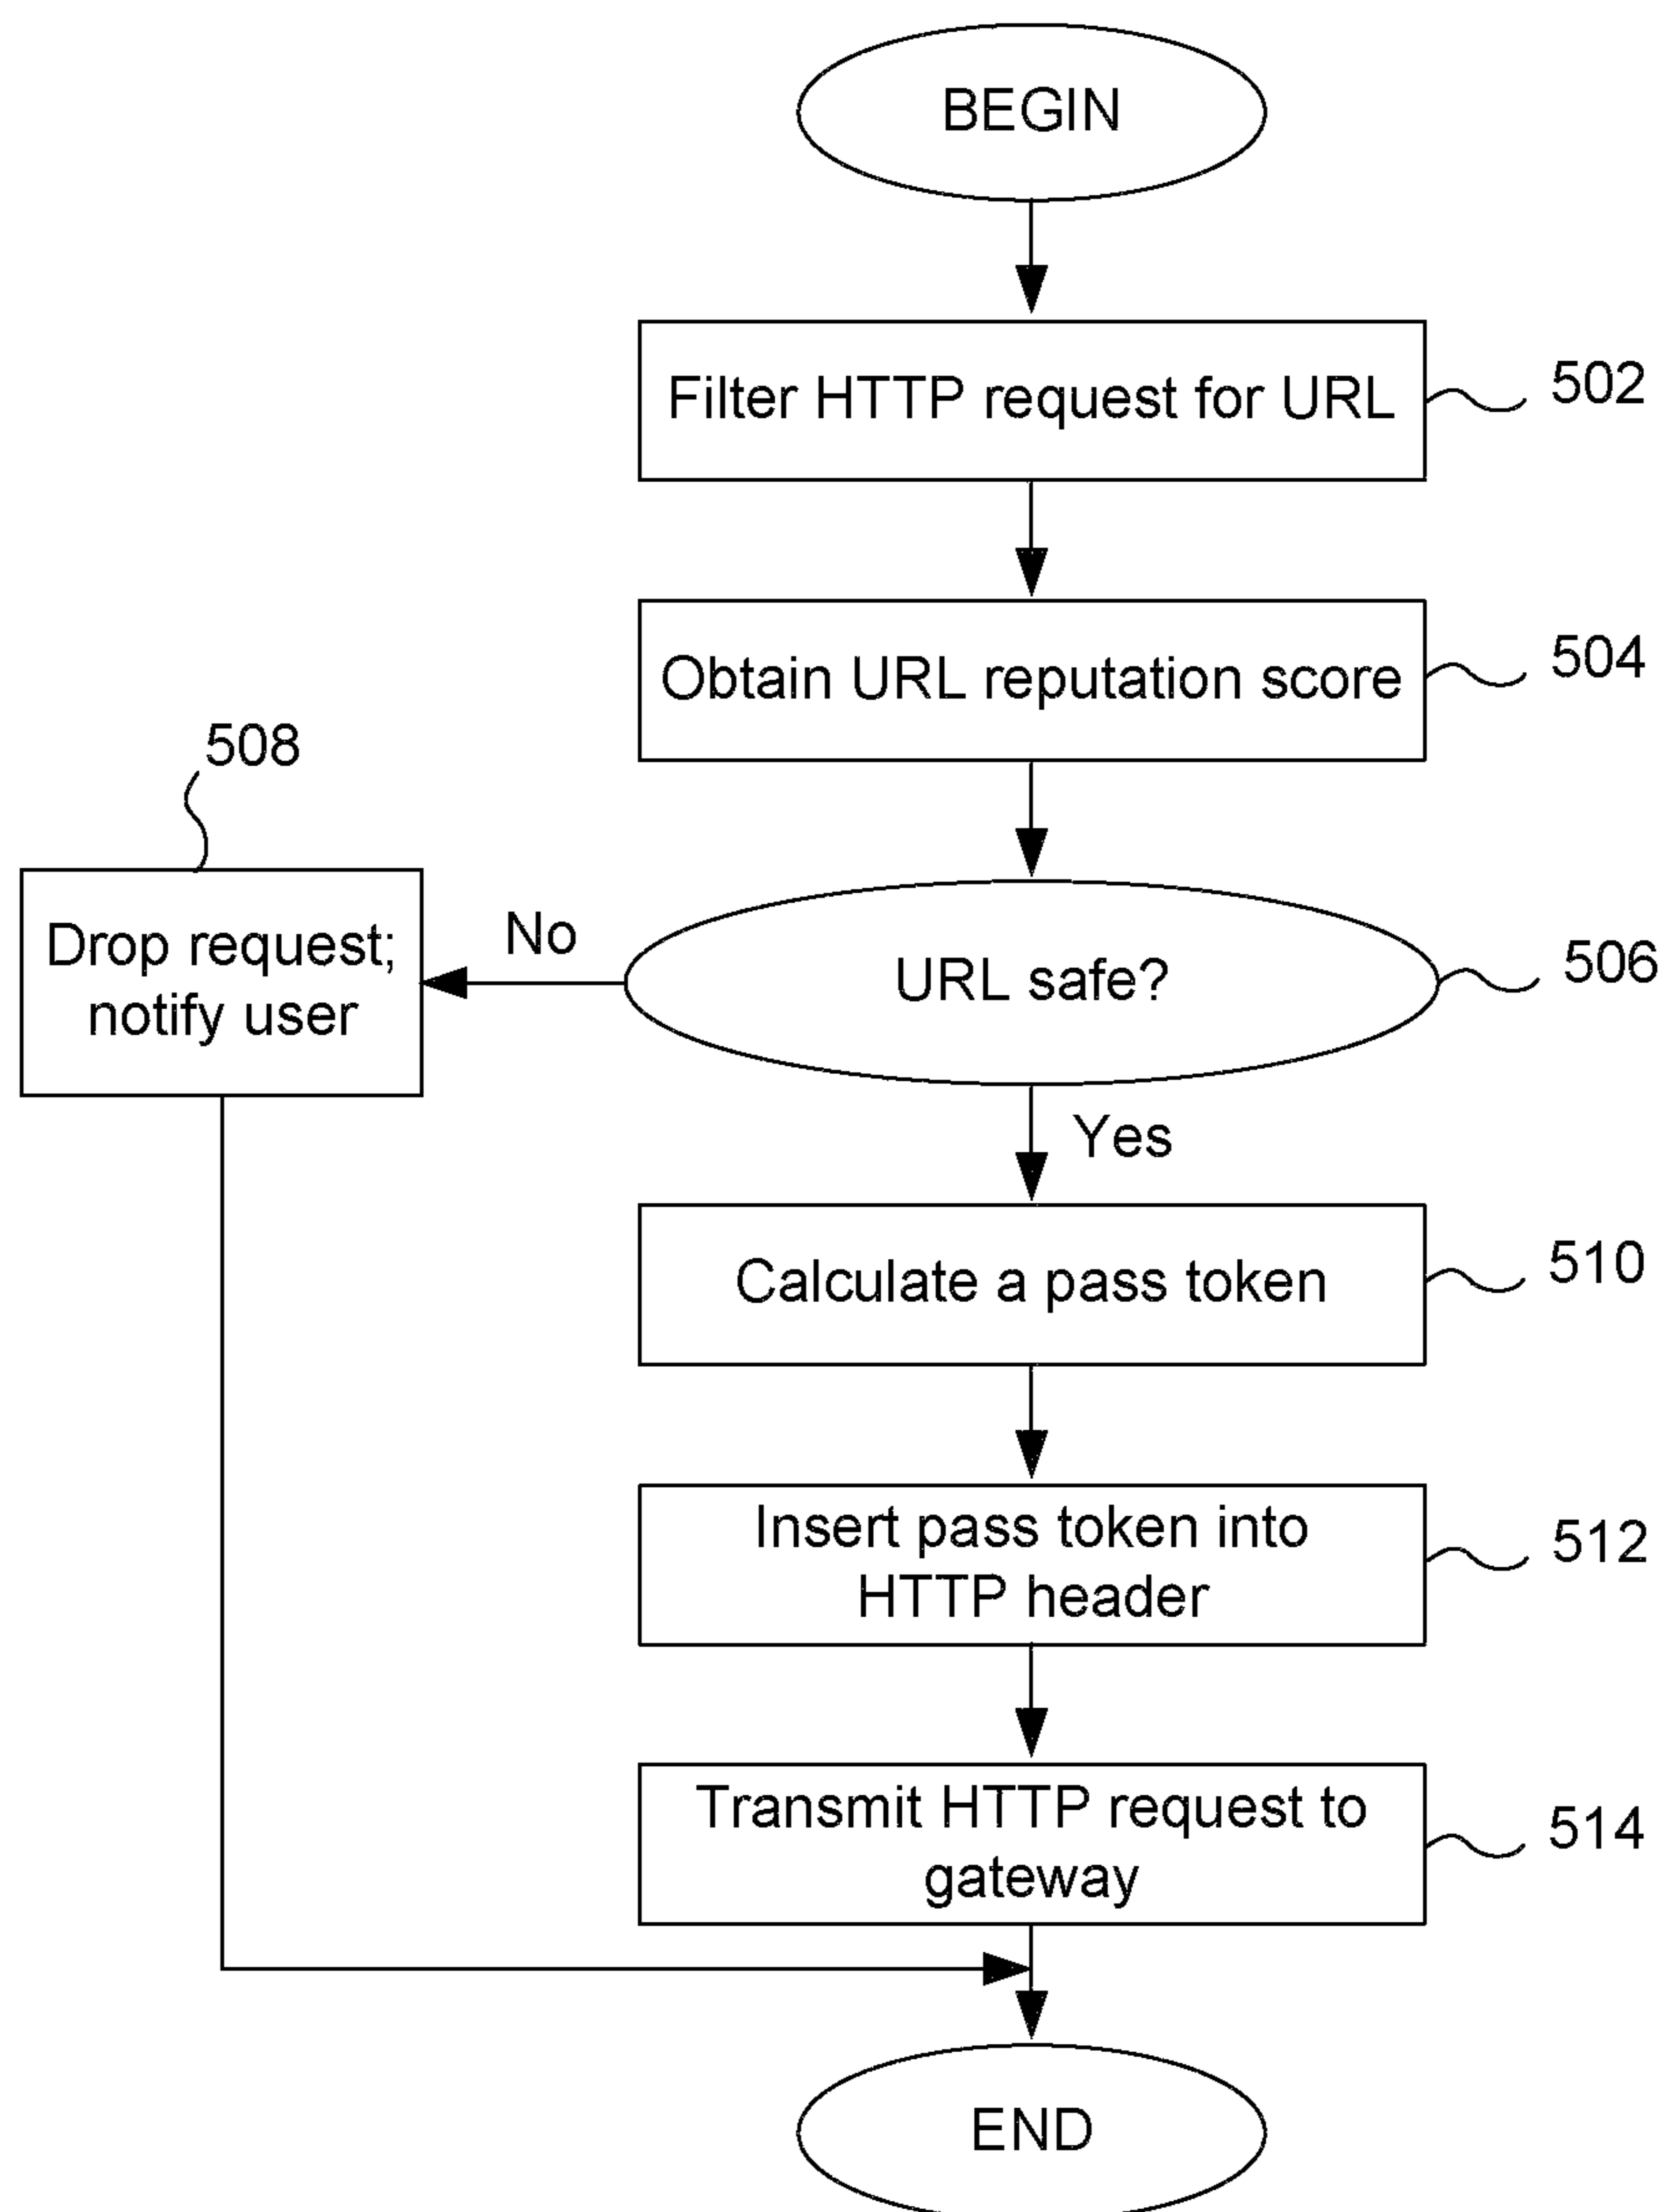 BEGIN
Filter HTTP request for URL
502
Obtain URL reputation score
504
508
Drop request;
notify user
No
URL safe?
506
Yes
Calculate a pass token
510
Insert pass token into
HTTP header
512
Transmit HTTP request to
gateway
514
END